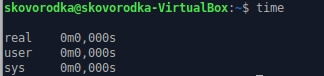 skovorodka@skovorodka-VirtualBox:~$ time
real 0m0,000s
user 0m0,000s
sys 0m0,000s